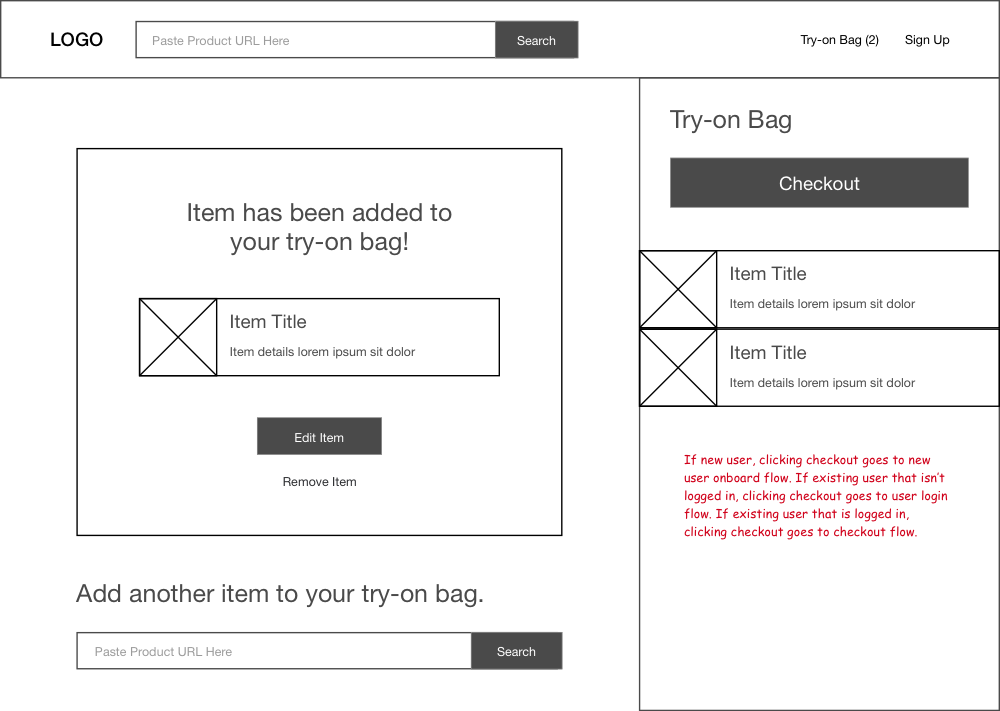 LOGO
Paste Product URL Here
Search
Try-on Bag (2)
Sign Up
Item has been added to
your try-on bag!
Item Title
Item details lorem ipsum sit dolor
Edit Item
Remove Item
Add another item to your try-on bag.
Paste Product URL Here
Search
Try-on Bag
Checkout
Item Title
Item details lorem ipsum sit dolor
Item Title
Item details lorem ipsum sit dolor
If new user, clicking checkout goes to new
user onboard flow. If existing user that isn't
logged in, clicking checkout goes to user login
flow. If existing user that is logged in,
clicking checkout goes to checkout flow.